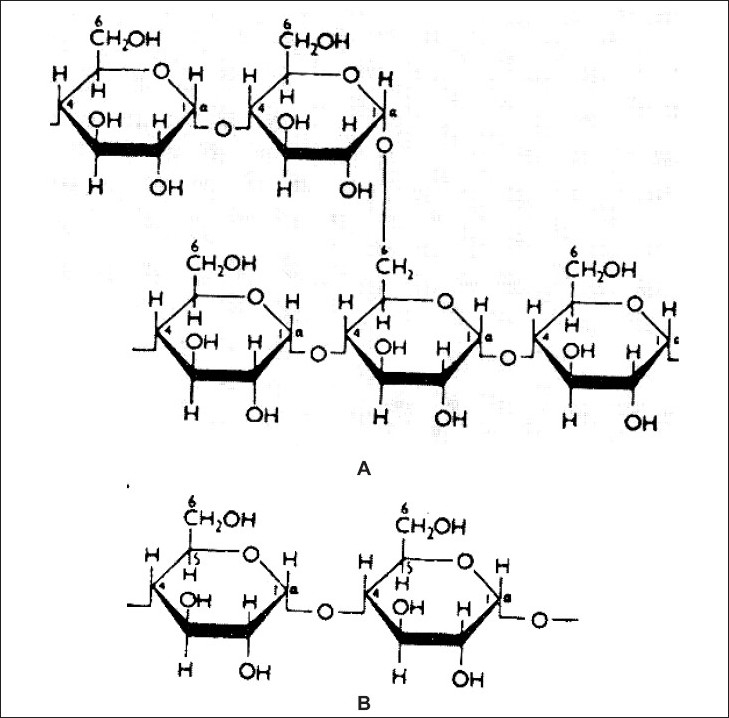 6 6
CH₂OH CH₂OH
H O H H O H
H H
4 1 α 4 1 α
OH H OH H
O O
H OH H OH
6 6 6
CH₂OH CH₂ CH₂OH
H O H H O H H O H
H H H
4 1 α 4 1 α 4 1
OH H OH H OH H
O O
H OH H OH H OH
A
6 6
CH₂OH CH₂OH
H O H H O H
5 5
H H
4 1 α 4 1 α
OH H OH H
O O
H OH H OH
B